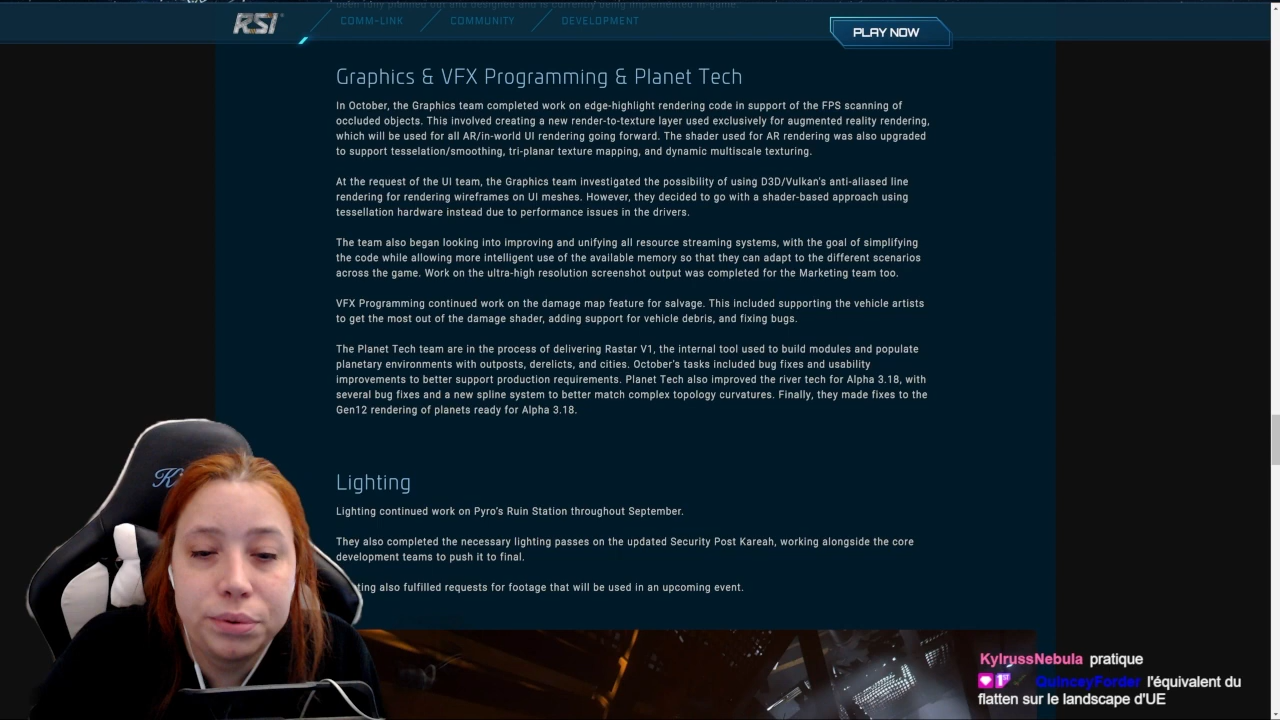 RSI
COMM-LINK
COMMUNITY
DEVELOPMENT
PLAY NOW
Graphics & VFX Programming & Planet Tech
In October, the Graphics team completed work on edge-highlight rendering code in support of the FPS scanning of
occluded objects. This involved creating a new render-to-texture layer used exclusively for augmented reality rendering,
which will be used for all AR/in-world UI rendering going forward. The shader used for AR rendering was also upgraded
to support tesselation/smoothing, tri-planar texture mapping, and dynamic multiscale texturing.
At the request of the UI team, the Graphics team investigated the possibility of using D3D/Vulkan's anti-aliased line
rendering for rendering wireframes on UI meshes. However, they decided to go with a shader-based approach using
tessellation hardware instead due to performance issues in the drivers.
The team also began looking into improving and unifying all resource streaming systems, with the goal of simplifying
the code while allowing more intelligent use of the available memory so that they can adapt to the different scenarios
across the game. Work on the ultra-high resolution screenshot output was completed for the Marketing team too.
VFX Programming continued work on the damage map feature for salvage. This included supporting the vehicle artists
to get the most out of the damage shader, adding support for vehicle debris, and fixing bugs.
The Planet Tech team are in the process of delivering Rastar V1, the internal tool used to build modules and populate
planetary environments with outposts, derelicts, and cities. October's tasks included bug fixes and usability
improvements to better support production requirements. Planet Tech also improved the river tech for Alpha 3.18, with
several bug fixes and a new spline system to better match complex topology curvatures. Finally, they made fixes to the
Gen12 rendering of planets ready for Alpha 3.18.
Lighting
Lighting continued work on Pyro's Ruin Station throughout September.
They also completed the necessary lighting passes on the updated Security Post Kareah, working alongside the core
development teams to push it to final.
ting also fulfilled requests for footage that will be used in an upcoming event.
KylrussNebula pratique
QuinceyForder l'équivalent du
flatten sur le landscape d'UE